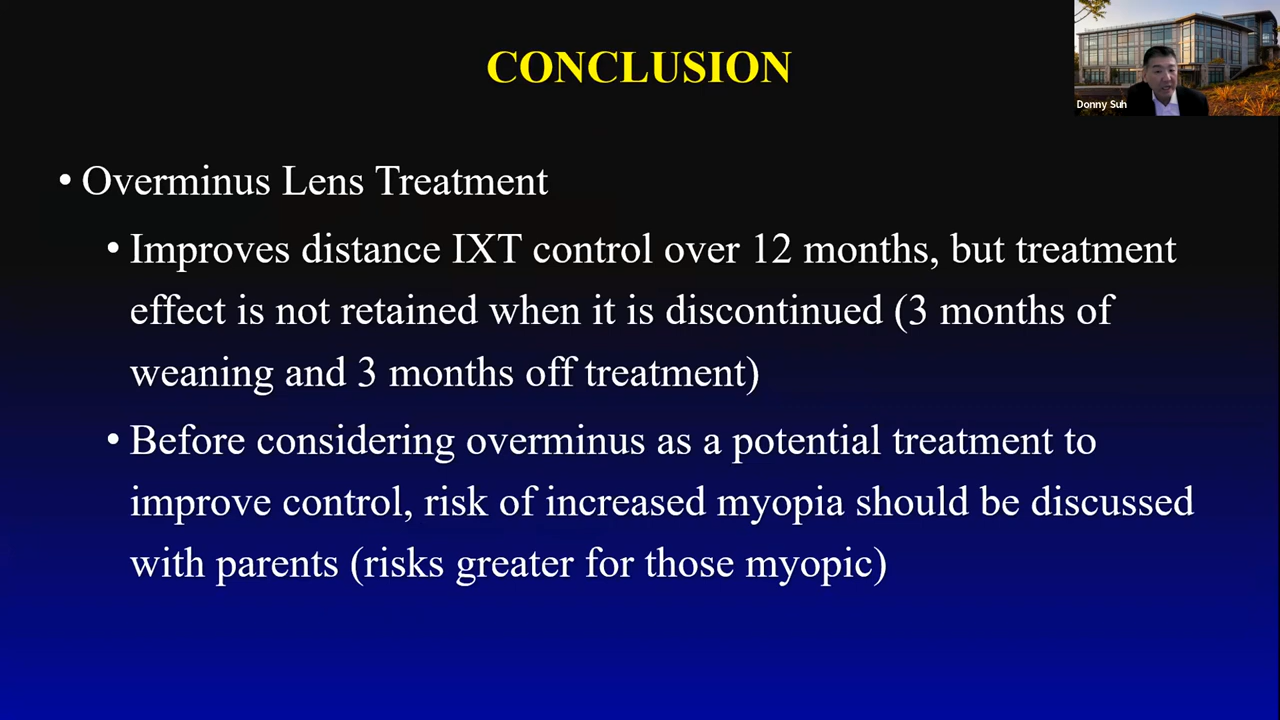 CONCLUSION
Donny Suh
• Overminus Lens Treatment
• Improves distance IXT control over 12 months, but treatment
effect is not retained when it is discontinued (3 months of
weaning and 3 months off treatment)
• Before considering overminus as a potential treatment to
improve control, risk of increased myopia should be discussed
with parents (risks greater for those myopic)